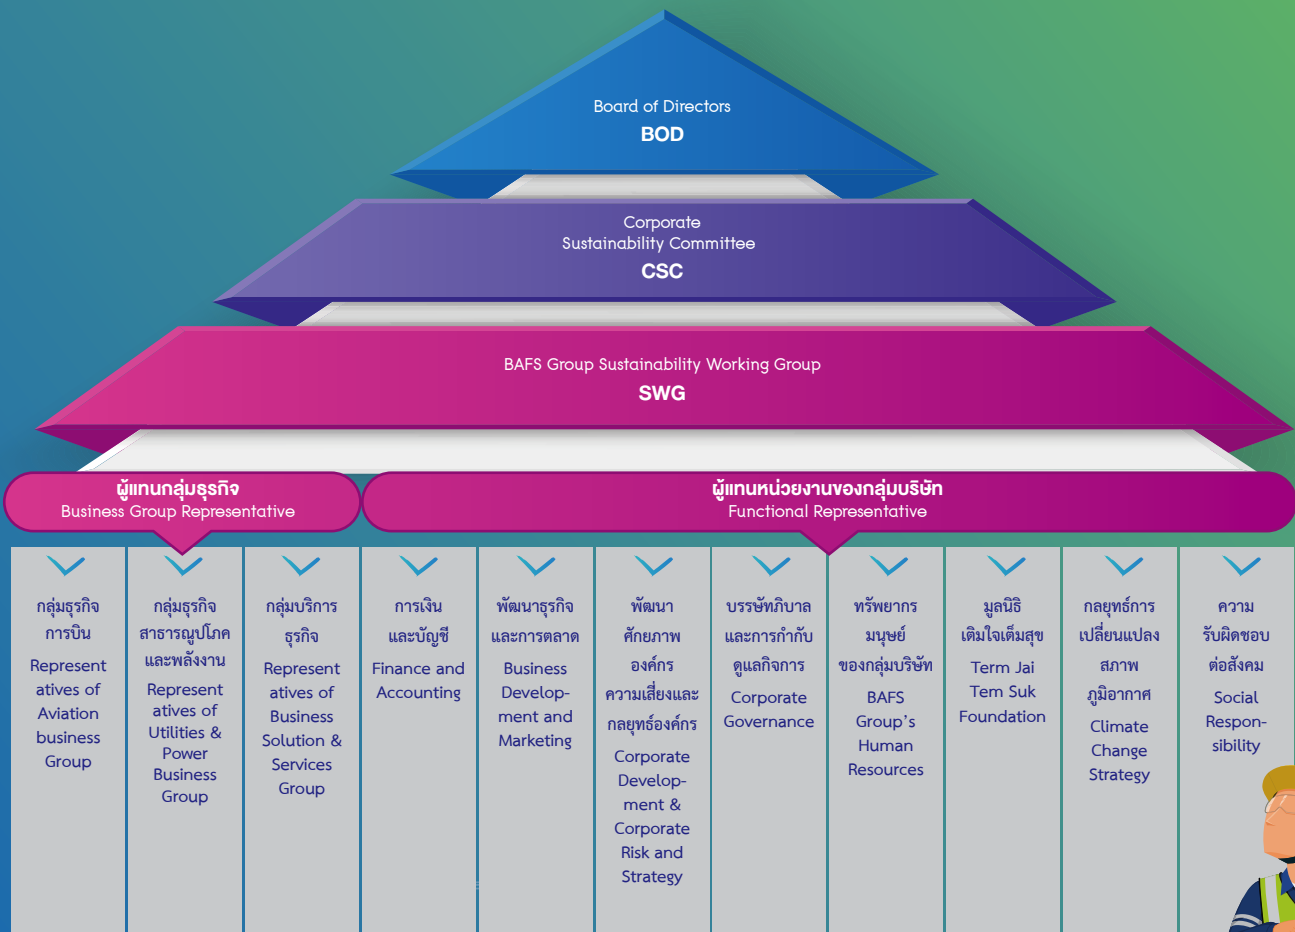 Board of Directors
BOD
Corporate
Sustainability Committee
CSC
BAFS Group Sustainability Working Group
SWG
ผู้แทนกลุ่มธุรกิจ
Business Group Representative
ผู้แทนหน่วยงานของกลุ่มบริษัท
Functional Representative
กลุ่มธุรกิจ
การบิน
Represent
atives of
Aviation
business
Group
กลุ่มธุรกิจ
สาธารณูปโภค
และพลังงาน
Represent
atives of
Utilities &
Power
Business
Group
กลุ่มบริการ
ธุรกิจ
Represent
atives of
Business
Solution &
Services
Group
การเงิน
และบัญชี
Finance and
Accounting
พัฒนาธุรกิจ
และการตลาด
Business
Develop-
ment and
Marketing
พัฒนา
ศักยภาพ
องค์กร
ความเสี่ยงและ
กลยุทธ์องค์กร
Corporate
Develop-
ment &
Corporate
Risk and
Strategy
บรรษัทภิบาล
และการกำกับ
ดูแลกิจการ
Corporate
Governance
ทรัพยากร
มนุษย์
ของกลุ่มบริษัท
BAFS
Group's
Human
Resources
มูลนิธิ
เติมใจเต็มสุข
Term Jai
Tem Suk
Foundation
กลยุทธ์การ
เปลี่ยนแปลง
สภาพ
ภูมิอากาศ
Climate
Change
Strategy
ความ
รับผิดชอบ
ต่อสังคม
Social
Respon-
sibility